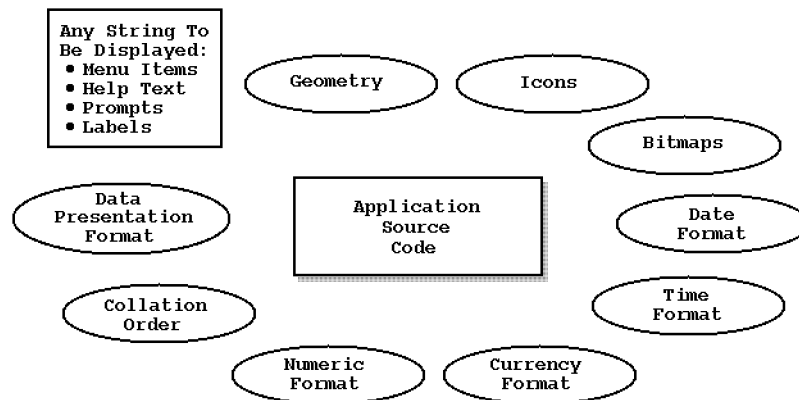 Any String To
Be Displayed:
• Menu Items
• Help Text
• Prompts
• Labels
Geometry
Icons
Bitmaps
Data
Presentation
Format
Application
Source
Code
Date
Format
Collation
Order
Time
Format
Numeric
Format
Currency
Format